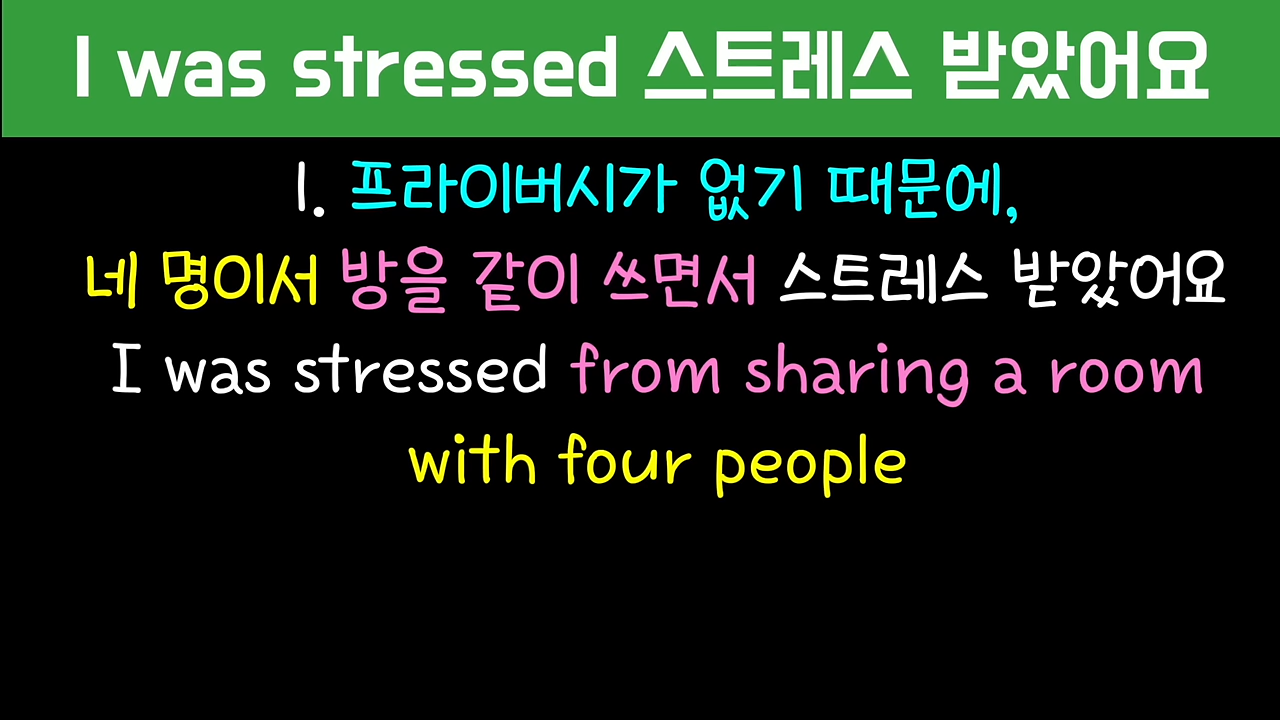 I was stressed 스트레스 받았어요
1. 프라이버시가 없기 때문에,
네 명이서 방을 같이 쓰면서 스트레스 받았어요
I was stressed from sharing a room
with four people